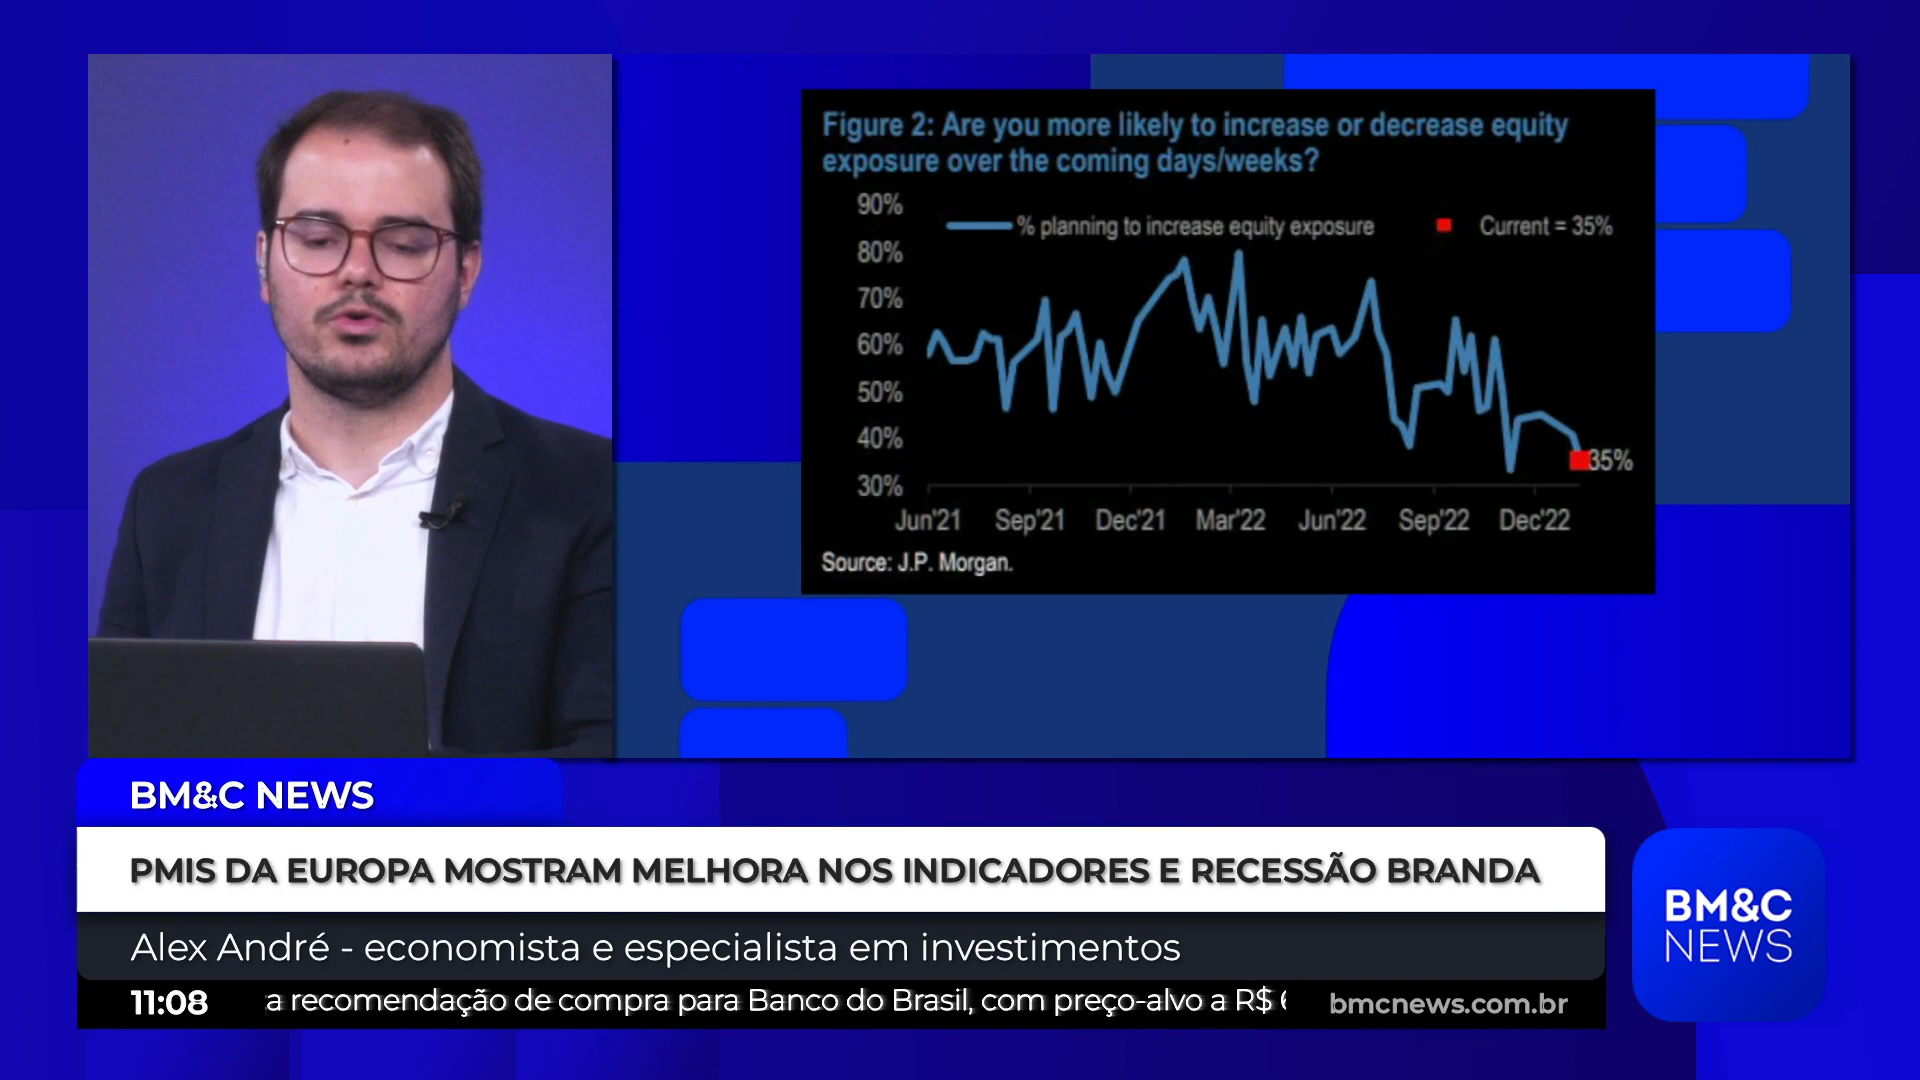 Figure 2: Are you more likely to increase or decrease equity
exposure over the coming days/weeks?
90%
% planning to increase equity exposure
Current = 35%
80%
70%
60%
50%
40%
35%
30%
Jun'21 Sep'21 Dec'21 Mar'22 Jun'22 Sep'22 Dec'22
Source: J.P. Morgan.
BM&C NEWS
PMIS DA EUROPA MOSTRAM MELHORA NOS INDICADORES E RECESSÃO BRANDA
Alex André - economista e especialista em investimentos
11:08
a recomendação de compra para Banco do Brasil, com preço-alvo a R$
bmcnews.com.br
BM&C
NEWS